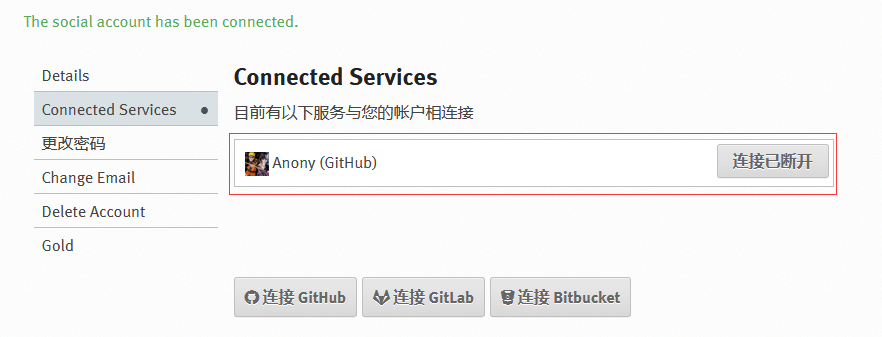 The social account has been connected.
Details
Connected Services
更改密码
Change Email
Delete Account
Gold
Connected Services
目前有以下服务与您的帐户相连接
Anony (GitHub)
连接已断开
连接 GitHub
连接 GitLab
连接 Bitbucket